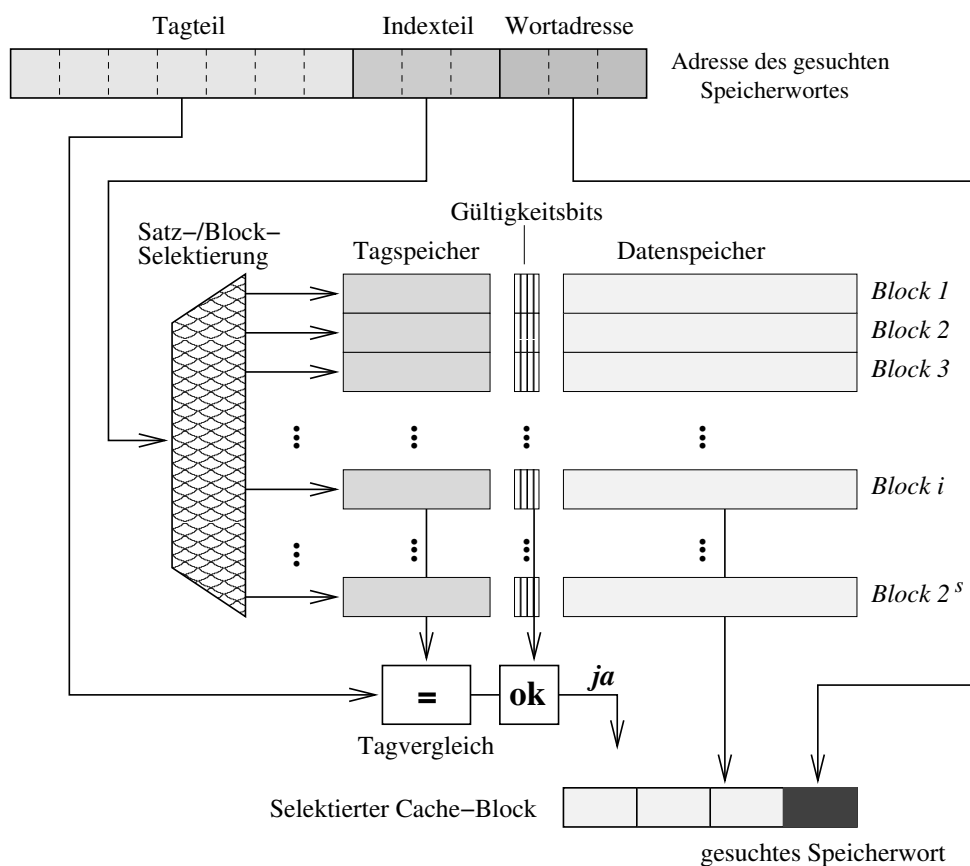 Tagteil
Indexteil
Wortadresse
Adresse des gesuchten
Speicherwortes
Gültigkeitsbits
Satz−/Block−
Selektierung
Tagspeicher
Datenspeicher
Block 1
Block 2
Block 3
Block i
Block 2 s
=
ok
ja
Tagvergleich
Selektierter Cache−Block
gesuchtes Speicherwort